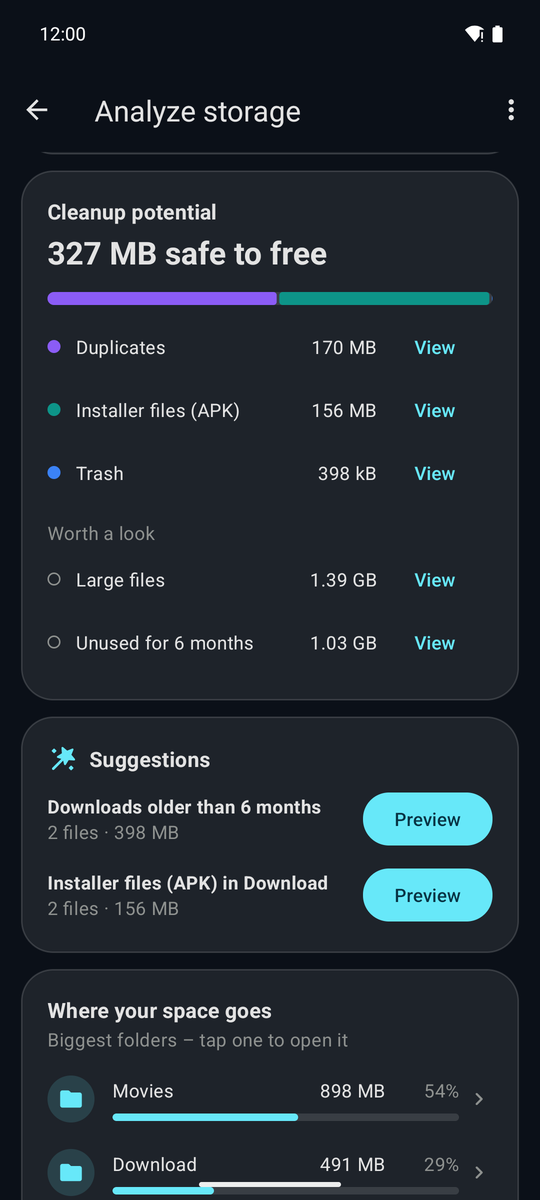 12:00
Analyze storage
Cleanup potential
327 MB safe to free
Duplicates 170 MB View
Installer files (APK) 156 MB View
Trash 398 kB View
Worth a look
Large files 1.39 GB View
Unused for 6 months 1.03 GB View
Suggestions
Downloads older than 6 months
2 files · 398 MB
Preview
Installer files (APK) in Download
2 files · 156 MB
Preview
Where your space goes
Biggest folders – tap one to open it
Movies 898 MB 54%
Download 491 MB 29%